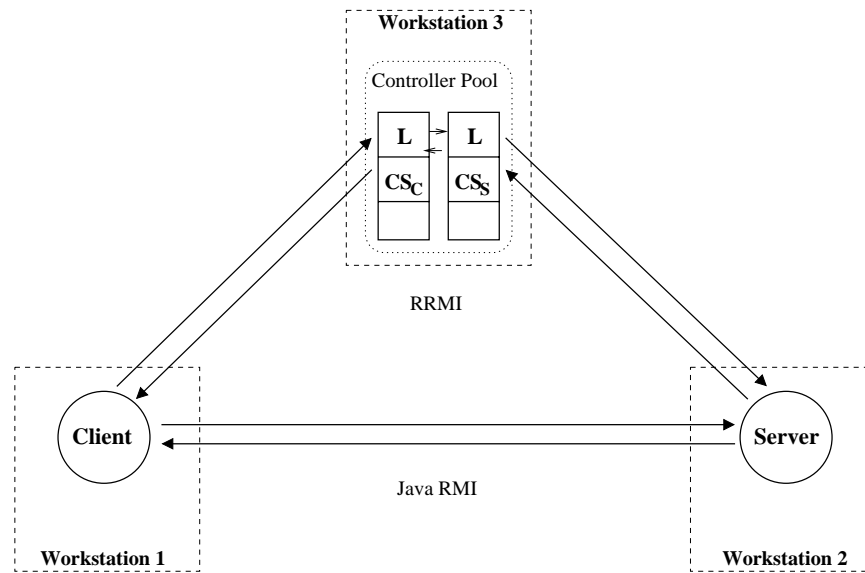 Workstation 3
Controller Pool
L L
CS_C CS_S
RRMI
Client Server
Java RMI
Workstation 1 Workstation 2